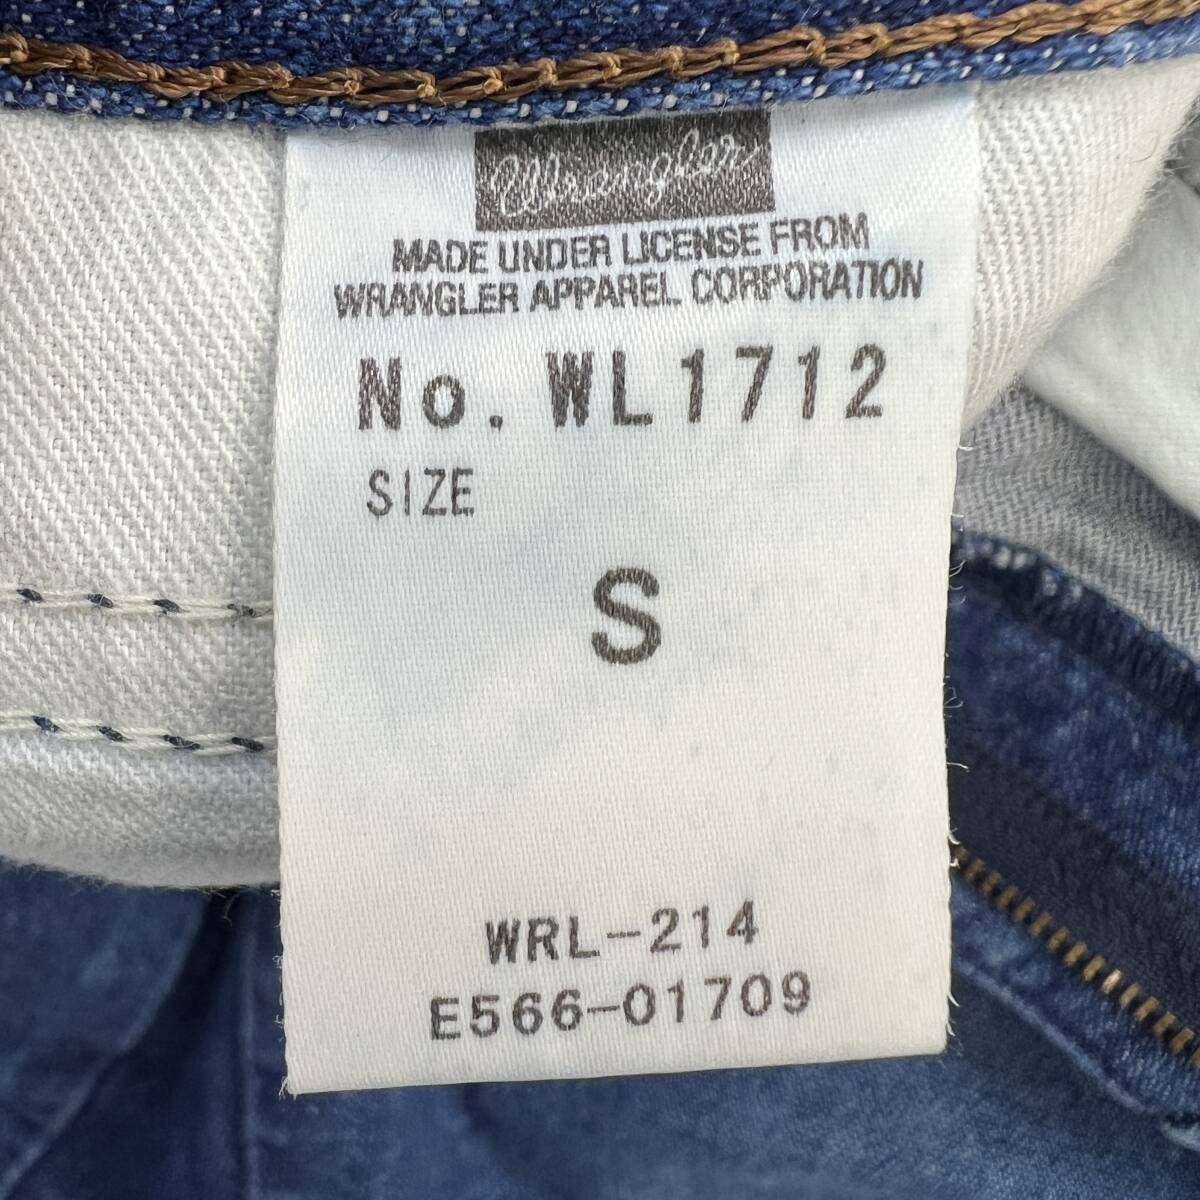 Wrangler
MADE UNDER LICENSE FROM
WRANGLER APPAREL CORPORATION
No. WL1712
SIZE
S
WRL-214
E566-01709